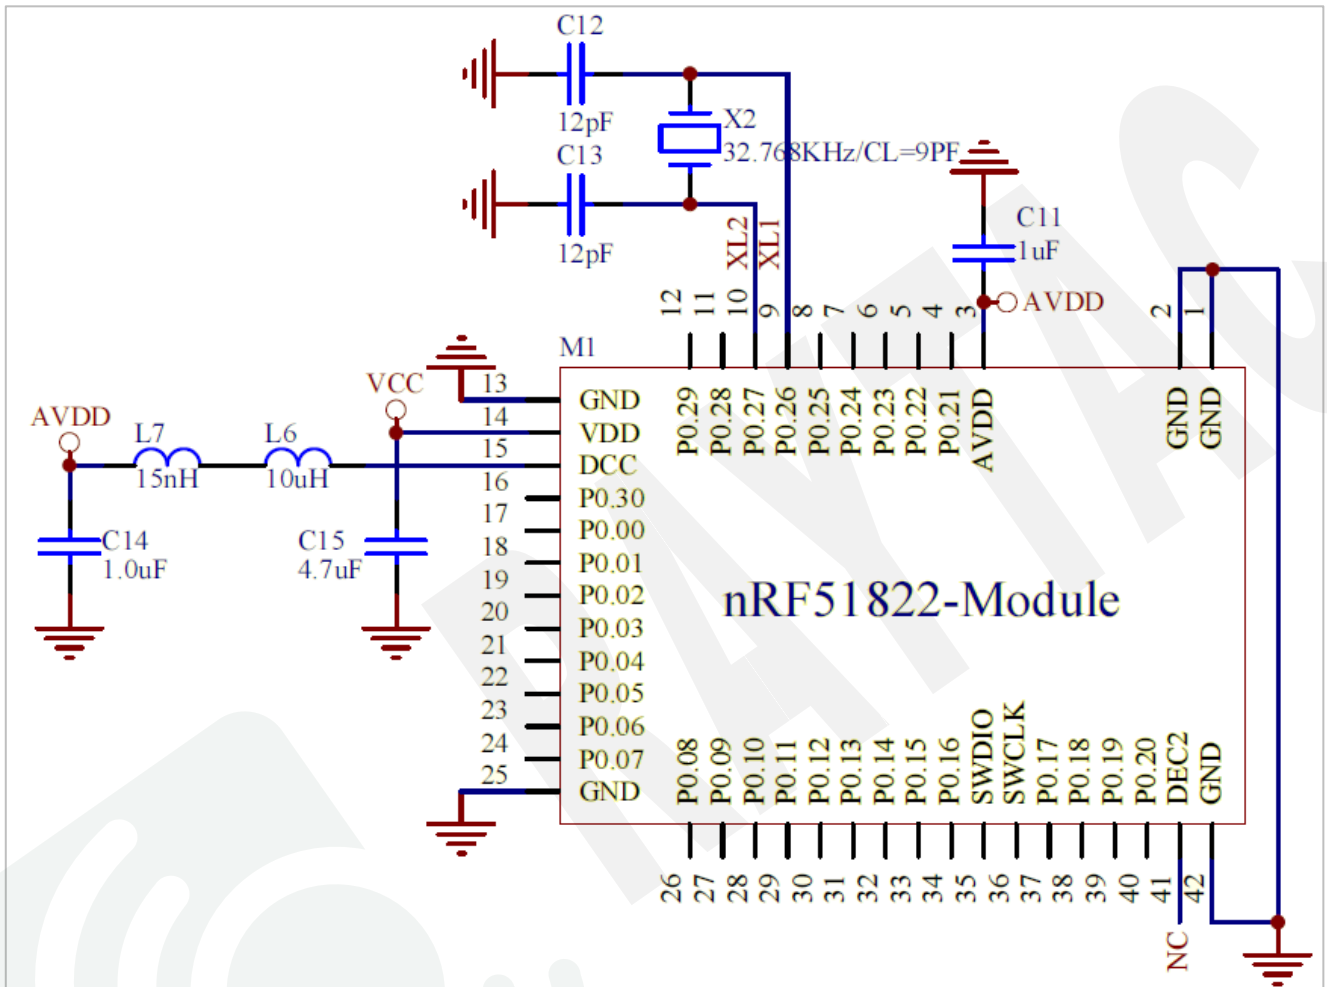 C12
12pF
X2
32.768KHz/CL=9PF
C13
12pF
XL2
XL1
C11
1uF
AVDD
12
11
10
9
8
7
6
5
4
3
2
1
M1
P0.29
P0.28
P0.27
P0.26
P0.25
P0.24
P0.23
P0.22
P0.21
AVDD
GND
GND
VCC
AVDD
L7
15nH
L6
10uH
C14
1.0uF
C15
4.7uF
13 GND
14 VDD
15 DCC
16 P0.30
17 P0.00
18 P0.01
19 P0.02
20 P0.03
21 P0.04
22 P0.05
23 P0.06
24 P0.07
25 GND
nRF51822-Module
P0.08
P0.09
P0.10
P0.11
P0.12
P0.13
P0.14
P0.15
P0.16
SWDIO
SWCLK
P0.17
P0.18
P0.19
P0.20
DEC2
GND
26
27
28
29
30
31
32
33
34
35
36
37
38
39
40
41
42
NC
RAYTAC